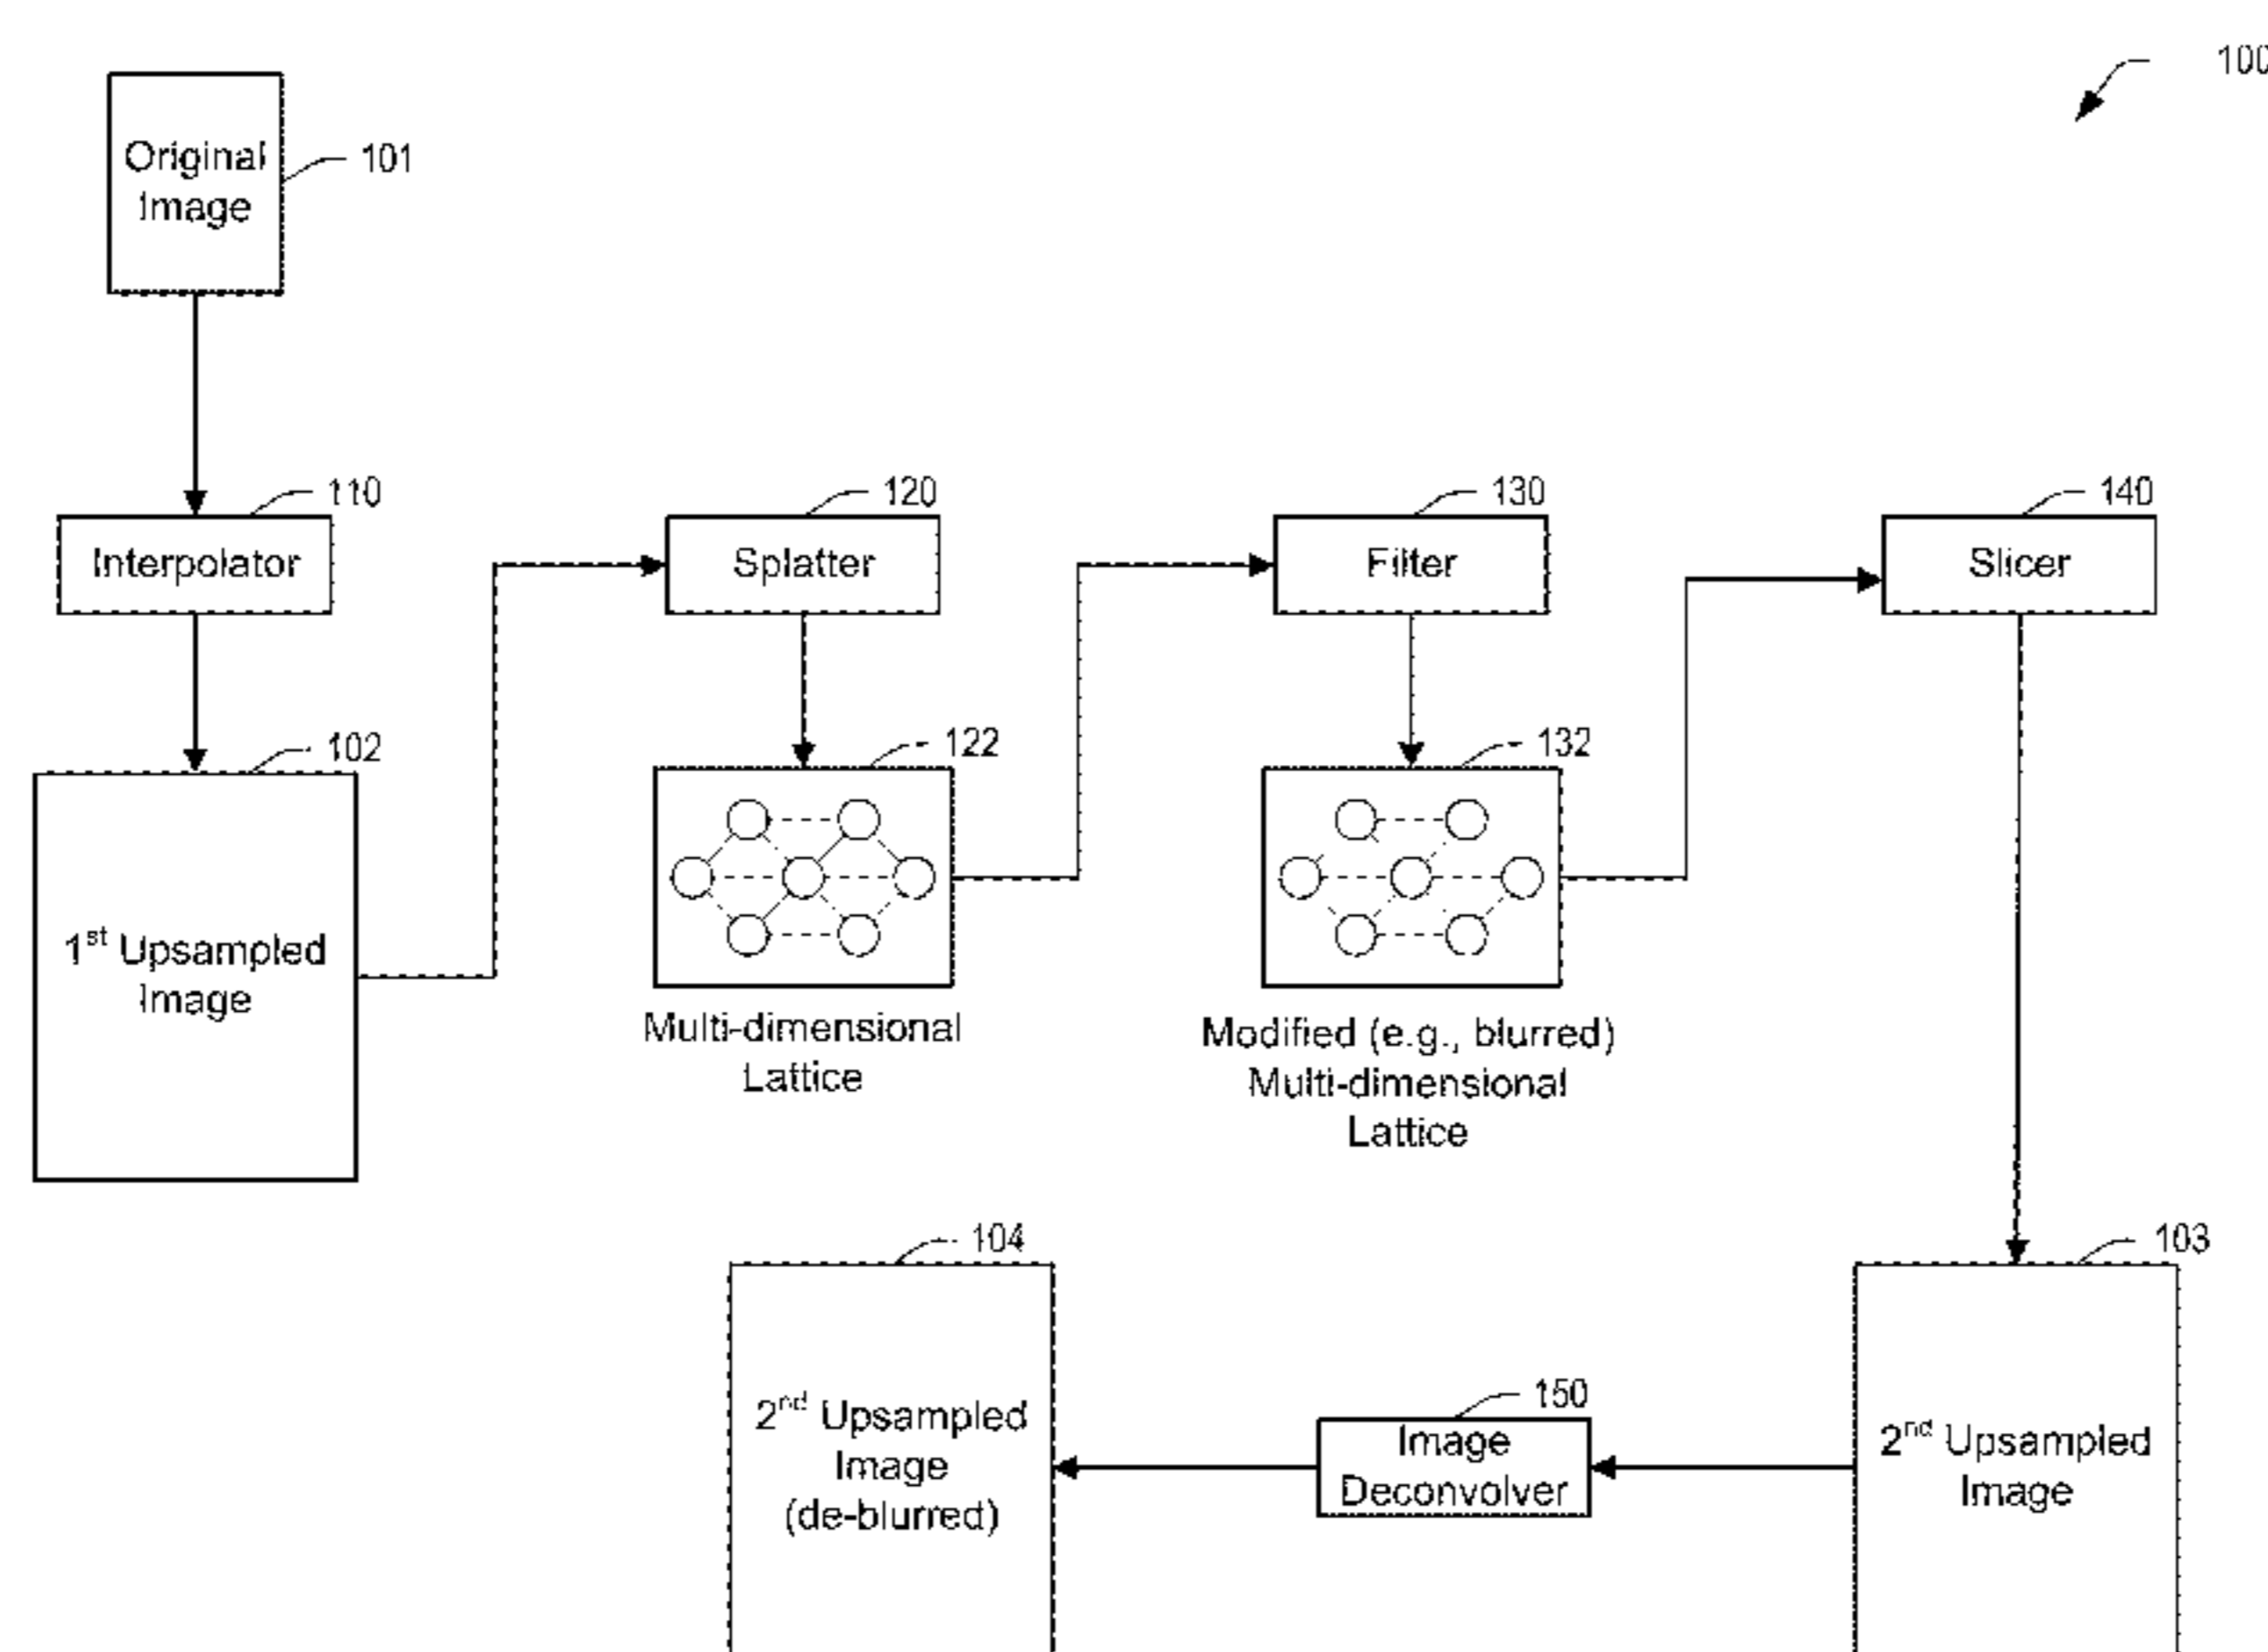 100
Original
Image
101
110
Interpolator
120
Splatter
130
Filter
140
Slicer
102
1st Upsampled
Image
122
Multi-dimensional
Lattice
132
Modified (e.g., blurred)
Multi-dimensional
Lattice
104
2nd Upsampled
Image
(de-blurred)
150
Image
Deconvolver
103
2nd Upsampled
Image